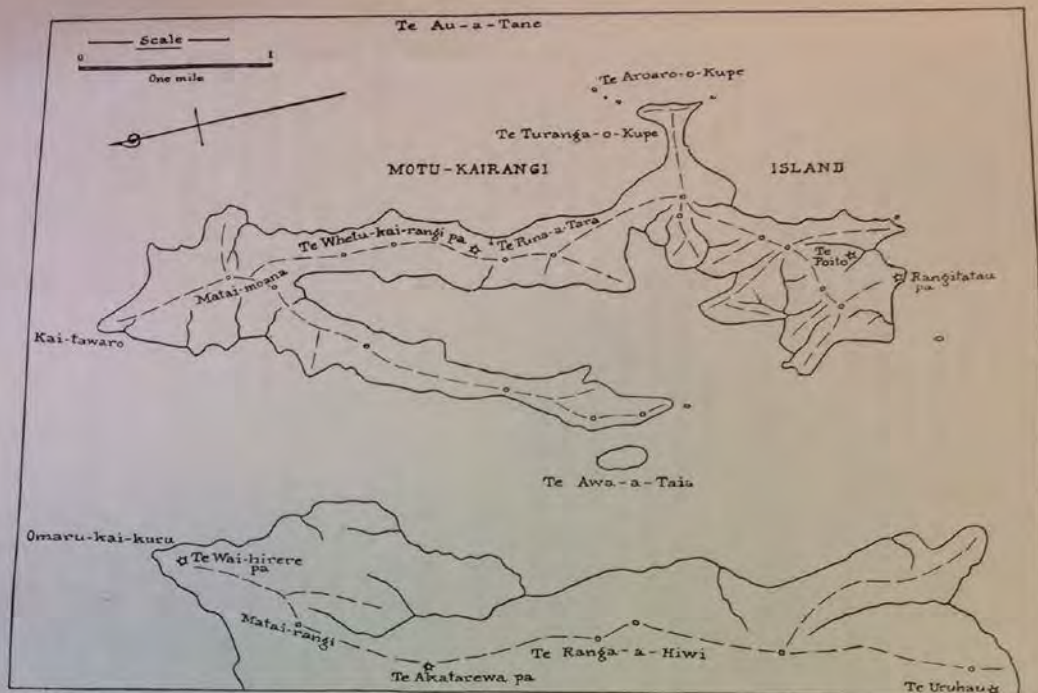 Te Au-a-Tane
Scale
0 1
One mile
Te Aroaro-o-Kupe
Te Turanga-o-Kupe
MOTU-KAIRANGI ISLAND
Te Whetu-kai-rangi pa
Te Puna-a-Tara
Te
Poito
Rangitatau
pa
Matai-moana
Kai-tawaro
Te Awa-a-Taia
Omaru-kai-kuru
Te Wai-hirere
pa
Matai-rangi
Te Ranga-a-Hiwi
Te Akatarewa pa
Te Uruhau